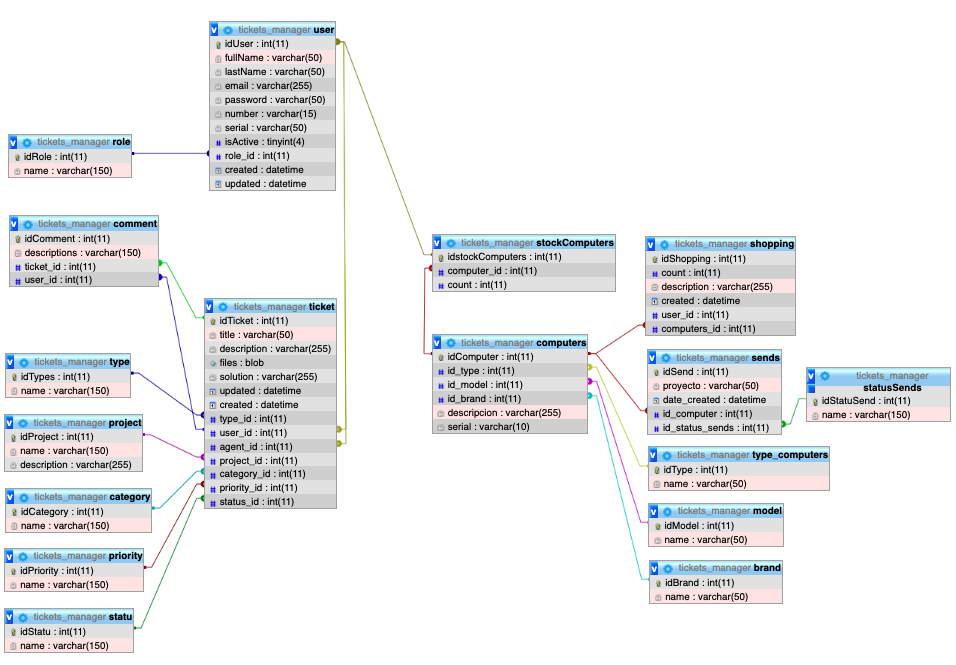 tickets_manager user
idUser : int(11)
fullName : varchar(50)
lastName : varchar(50)
email : varchar(255)
password : varchar(50)
number : varchar(15)
serial : varchar(50)
isActive : tinyint(4)
role_id : int(11)
created : datetime
updated : datetime
tickets_manager role
idRole : int(11)
name : varchar(150)
tickets_manager comment
idComment : int(11)
descriptions : varchar(150)
ticket_id : int(11)
user_id : int(11)
tickets_manager ticket
idTicket : int(11)
title : varchar(50)
description : varchar(255)
files : blob
solution : varchar(255)
updated : datetime
created : datetime
type_id : int(11)
user_id : int(11)
agent_id : int(11)
project_id : int(11)
category_id : int(11)
priority_id : int(11)
status_id : int(11)
tickets_manager type
idTypes : int(11)
name : varchar(150)
tickets_manager project
idProject : int(11)
name : varchar(150)
description : varchar(255)
tickets_manager category
idCategory : int(11)
name : varchar(150)
tickets_manager priority
idPriority : int(11)
name : varchar(150)
tickets_manager statu
idStatu : int(11)
name : varchar(150)
tickets_manager stockComputers
idstockComputers : int(11)
computer_id : int(11)
count : int(11)
tickets_manager computers
idComputer : int(11)
id_type : int(11)
id_model : int(11)
id_brand : int(11)
descripcion : varchar(255)
serial : varchar(10)
tickets_manager shopping
idShopping : int(11)
count : int(11)
description : varchar(255)
created : datetime
user_id : int(11)
computers_id : int(11)
tickets_manager sends
idSend : int(11)
proyecto : varchar(50)
date_created : datetime
id_computer : int(11)
id_status_sends : int(11)
tickets_manager
statusSends
idStatuSend : int(11)
name : varchar(150)
tickets_manager type_computers
idType : int(11)
name : varchar(50)
tickets_manager model
idModel : int(11)
name : varchar(50)
tickets_manager brand
idBrand : int(11)
name : varchar(50)